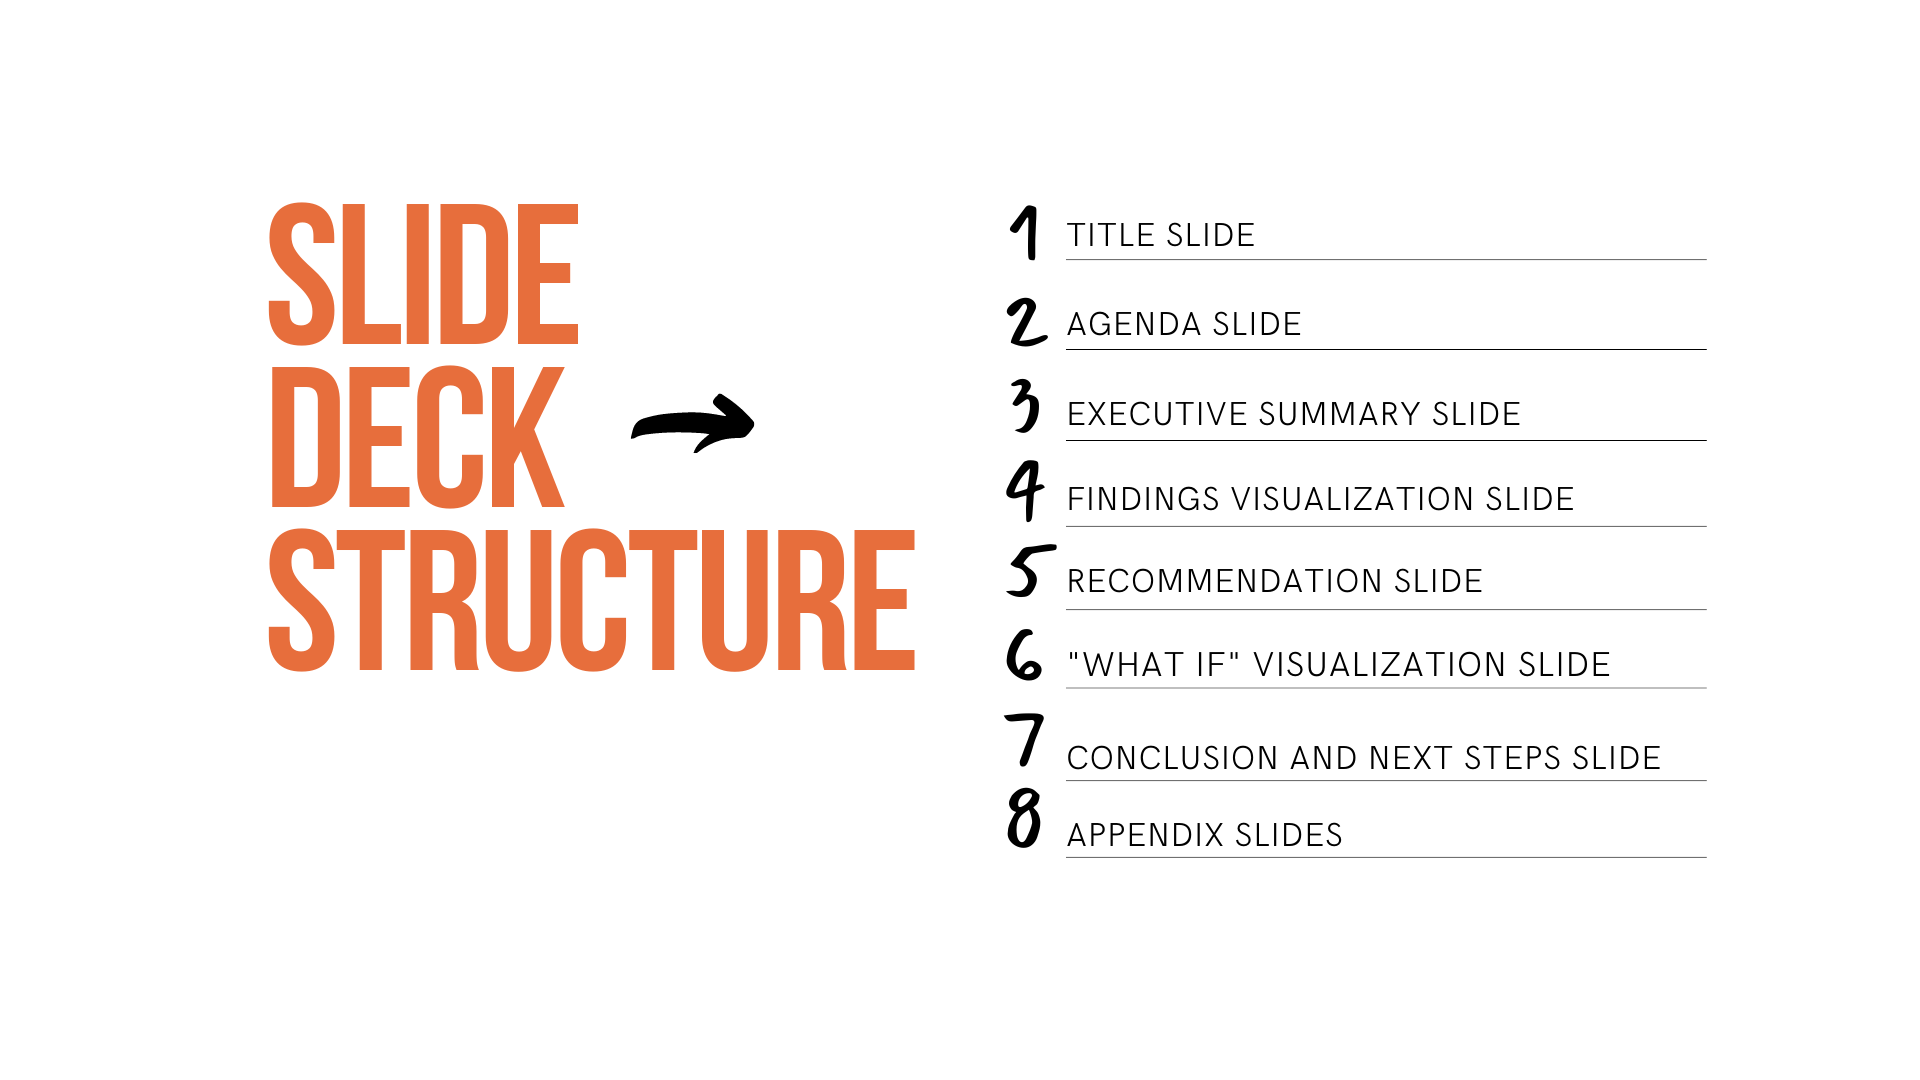 SLIDE
DECK
STRUCTURE
1 TITLE SLIDE
2 AGENDA SLIDE
3 EXECUTIVE SUMMARY SLIDE
4 FINDINGS VISUALIZATION SLIDE
5 RECOMMENDATION SLIDE
6 "WHAT IF" VISUALIZATION SLIDE
7 CONCLUSION AND NEXT STEPS SLIDE
8 APPENDIX SLIDES